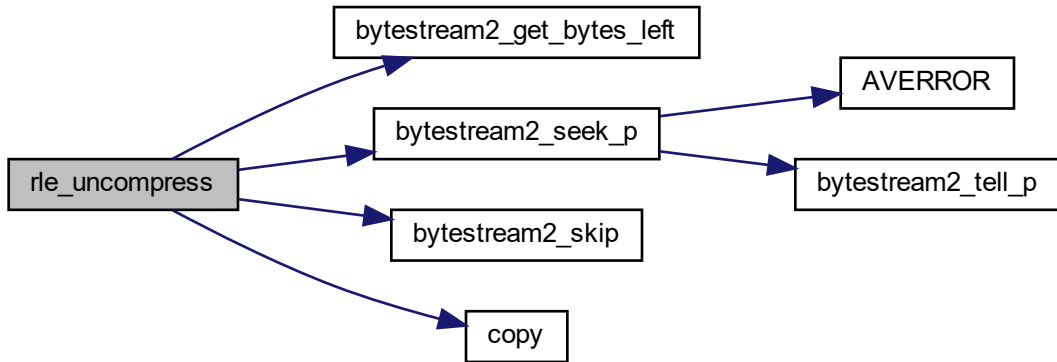 rle_uncompress
bytestream2_get_bytes_left
bytestream2_seek_p
AVERROR
bytestream2_tell_p
bytestream2_skip
copy